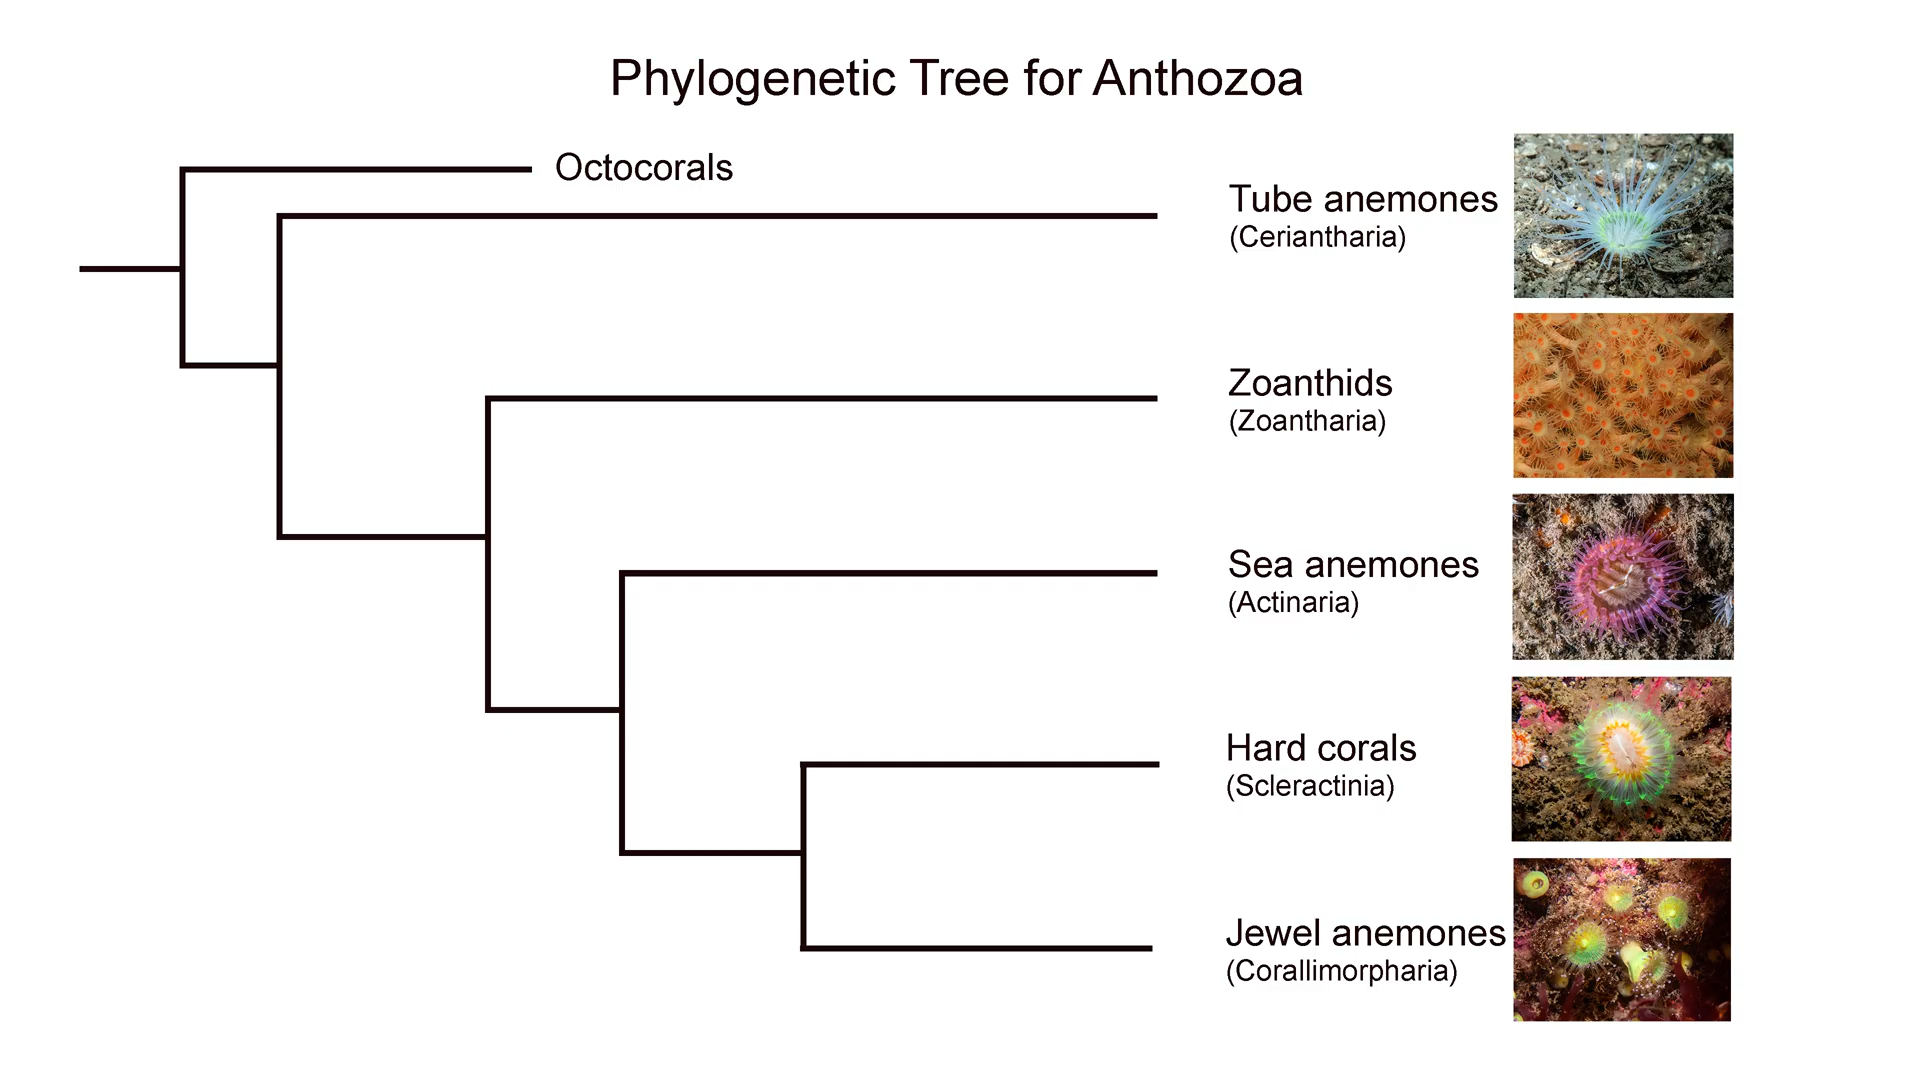 Phylogenetic Tree for Anthozoa
Octocorals
Tube anemones
(Ceriantharia)
Zoanthids
(Zoantharia)
Sea anemones
(Actinaria)
Hard corals
(Scleractinia)
Jewel anemones
(Corallimorpharia)